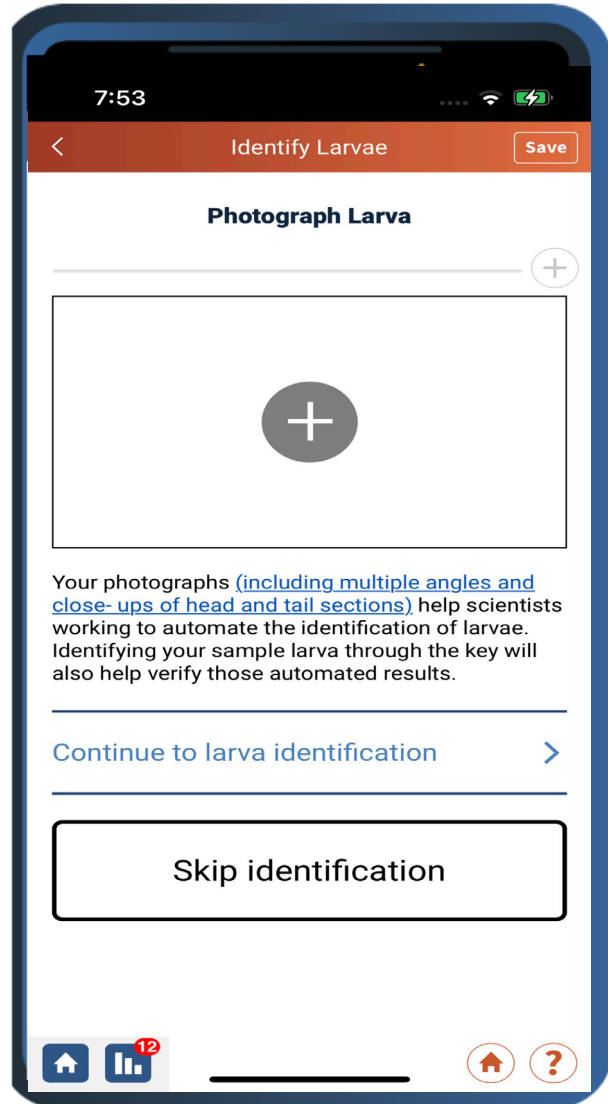 7:53
Identify Larvae
Save
Photograph Larva
Your photographs (including multiple angles and
close- ups of head and tail sections) help scientists
working to automate the identification of larvae.
Identifying your sample larva through the key will
also help verify those automated results.
Continue to larva identification
Skip identification
12
?